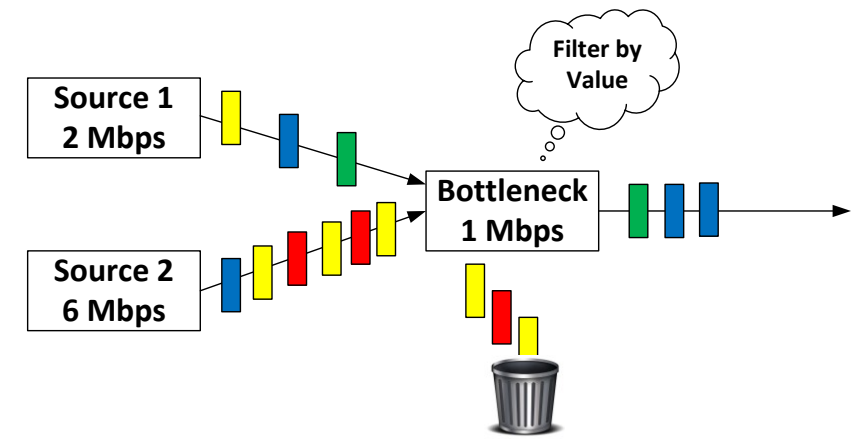 Filter by
Value
Source 1
2 Mbps
Bottleneck
1 Mbps
Source 2
6 Mbps